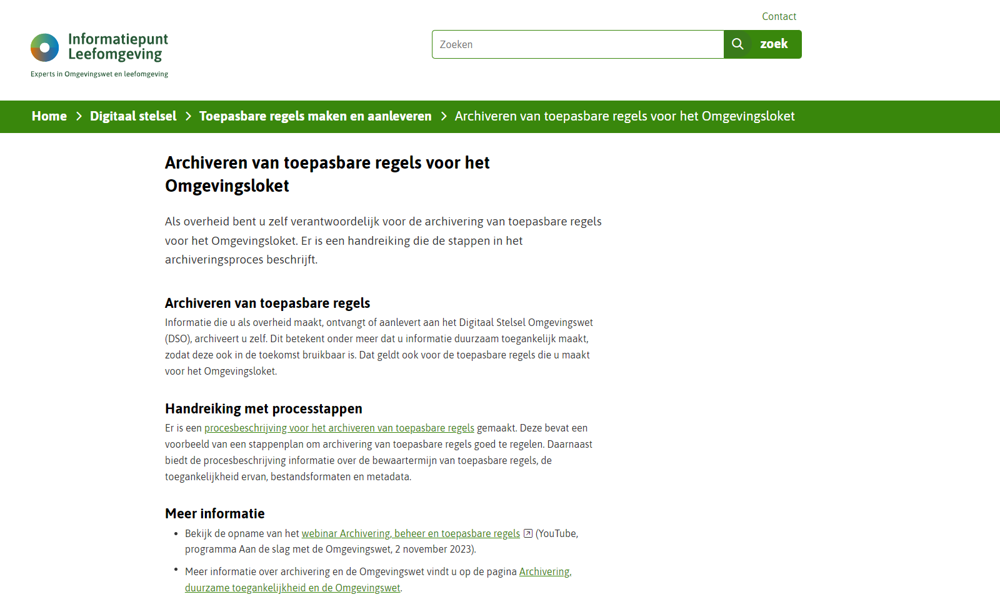 Contact
Informatiepunt
Leefomgeving
Experts in Omgevingswet en leefomgeving
Zoeken
zoek
Home > Digitaal stelsel > Toepasbare regels maken en aanleveren > Archiveren van toepasbare regels voor het Omgevingsloket
Archiveren van toepasbare regels voor het
Omgevingsloket
Als overheid bent u zelf verantwoordelijk voor de archivering van toepasbare regels
voor het Omgevingsloket. Er is een handreiking die de stappen in het
archiveringsproces beschrijft.
Archiveren van toepasbare regels
Informatie die u als overheid maakt, ontvangt of aanlevert aan het Digitaal Stelsel Omgevingswet
(DSO), archiveert u zelf. Dit betekent onder meer dat u informatie duurzaam toegankelijk maakt,
zodat deze ook in de toekomst bruikbaar is. Dat geldt ook voor de toepasbare regels die u maakt
voor het Omgevingsloket.
Handreiking met processtappen
Er is een procesbeschrijving voor het archiveren van toepasbare regels gemaakt. Deze bevat een
voorbeeld van een stappenplan om archivering van toepasbare regels goed te regelen. Daarnaast
biedt de procesbeschrijving informatie over de bewaartermijn van toepasbare regels, de
toegankelijkheid ervan, bestandsformaten en metadata.
Meer informatie
• Bekijk de opname van het webinar Archivering, beheer en toepasbare regels (YouTube,
programma Aan de slag met de Omgevingswet, 2 november 2023).
• Meer informatie over archivering en de Omgevingswet vindt u op de pagina Archivering,
duurzame toegankelijkheid en de Omgevingswet.